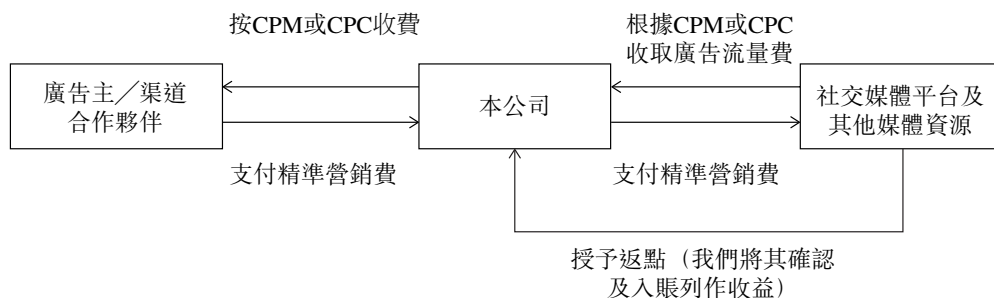 按CPM或CPC收費
根據CPM或CPC
收取廣告流量費
廣告主／渠道
合作夥伴
本公司
社交媒體平台及
其他媒體資源
支付精準營銷費
支付精準營銷費
授予返點（我們將其確認
及入賬列作收益）